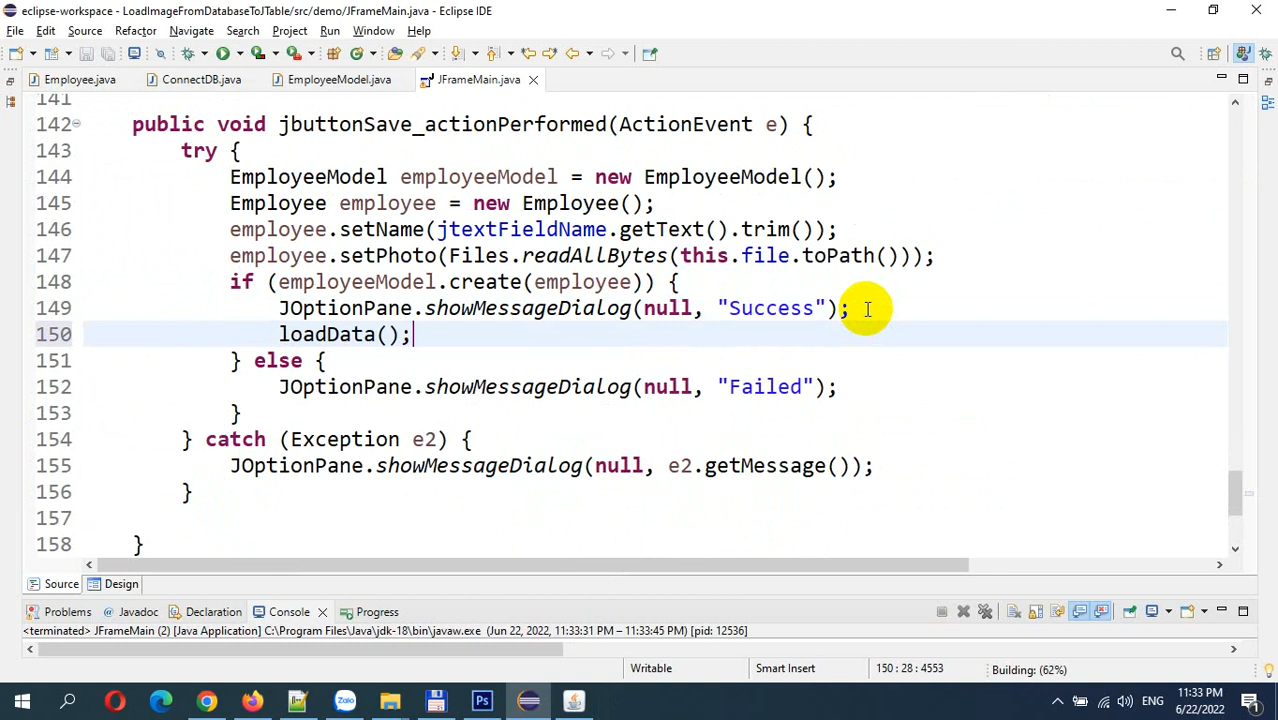 eclipse-workspace - LoadImageFromDatabaseToJTable/src/demo/JFrameMain.java - Eclipse IDE
File Edit Source Refactor Navigate Search Project Run Window Help
Employee.java ConnectDB.java EmployeeModel.java JFrameMain.java
141
142 public void jbuttonSave_actionPerformed(ActionEvent e) {
143 try {
144 EmployeeModel employeeModel = new EmployeeModel();
145 Employee employee = new Employee();
146 employee.setName(jtextFieldName.getText().trim());
147 employee.setPhoto(Files.readAllBytes(this.file.toPath()));
148 if (employeeModel.create(employee)) {
149 JOptionPane.showMessageDialog(null, "Success");
150 loadData();
151 } else {
152 JOptionPane.showMessageDialog(null, "Failed");
153 }
154 } catch (Exception e2) {
155 JOptionPane.showMessageDialog(null, e2.getMessage());
156 }
157
158 }
Source Design
Problems @ Javadoc Declaration Console Progress
<terminated> JFrameMain (2) [Java Application] C:\Program Files\Java\jdk-18\bin\javaw.exe (Jun 22, 2022, 11:33:31 PM – 11:33:45 PM) [pid: 12536]
Writable Smart Insert 150 : 28 : 4553 Building: (62%)
Zalo Ps ENG 11:33 PM
6/22/2022